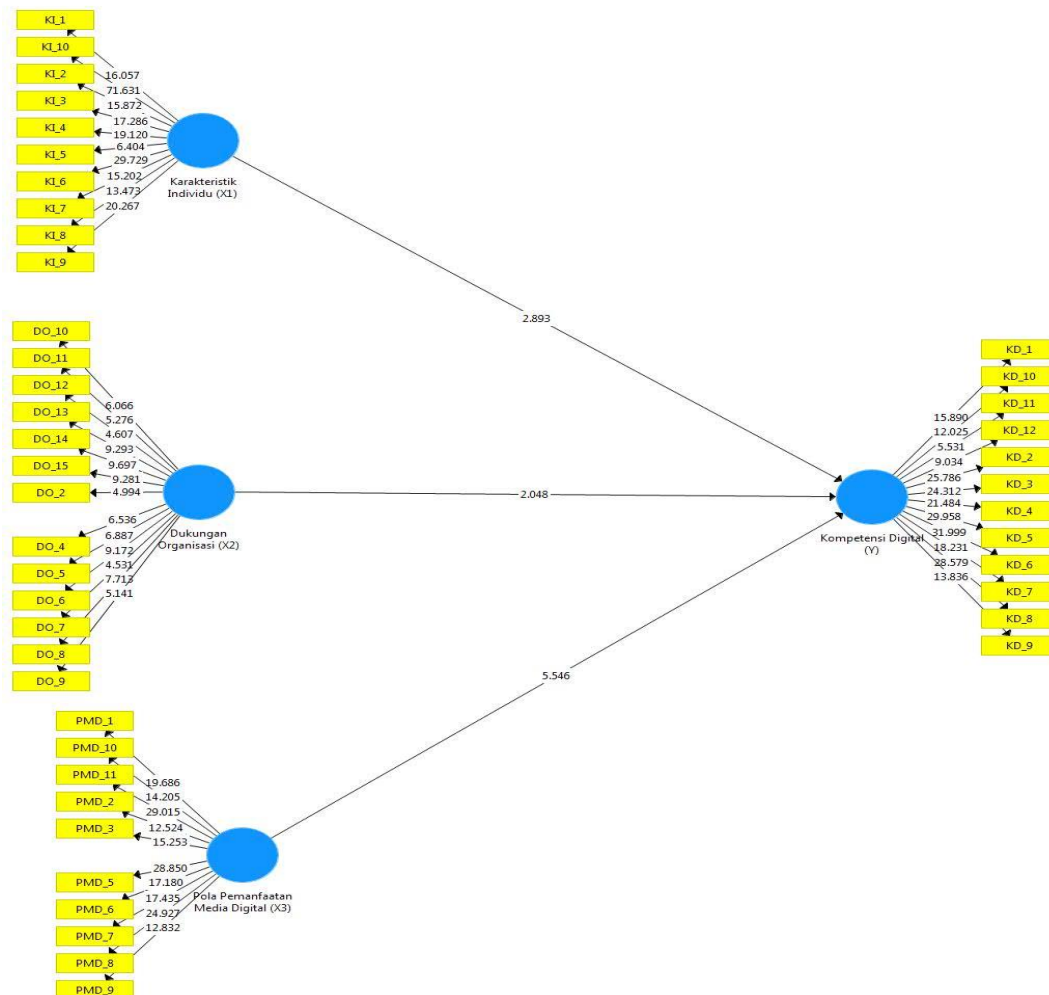 KI_1
KI_10
KI_2
KI_3
KI_4
KI_5
KI_6
KI_7
KI_8
KI_9
16.057
71.631
15.872
17.286
19.120
6.404
29.729
15.202
13.473
20.267
Karakteristik
Individu (X1)
2.893
DO_10
DO_11
DO_12
DO_13
DO_14
DO_15
DO_2
DO_4
DO_5
DO_6
DO_7
DO_8
DO_9
6.066
5.276
4.607
9.293
9.697
9.281
4.994
6.536
6.887
9.172
4.531
7.713
5.141
Dukungan
Organisasi (X2)
2.048
PMD_1
PMD_10
PMD_11
PMD_2
PMD_3
PMD_5
PMD_6
PMD_7
PMD_8
PMD_9
19.686
14.205
29.015
12.524
15.253
28.850
17.180
17.435
24.927
12.832
Pola Pemanfaatan
Media Digital (X3)
5.546
Kompetensi Digital
(Y)
15.890
12.025
5.531
9.034
25.786
24.312
21.484
29.958
31.999
18.231
28.579
13.836
KD_1
KD_10
KD_11
KD_12
KD_2
KD_3
KD_4
KD_5
KD_6
KD_7
KD_8
KD_9